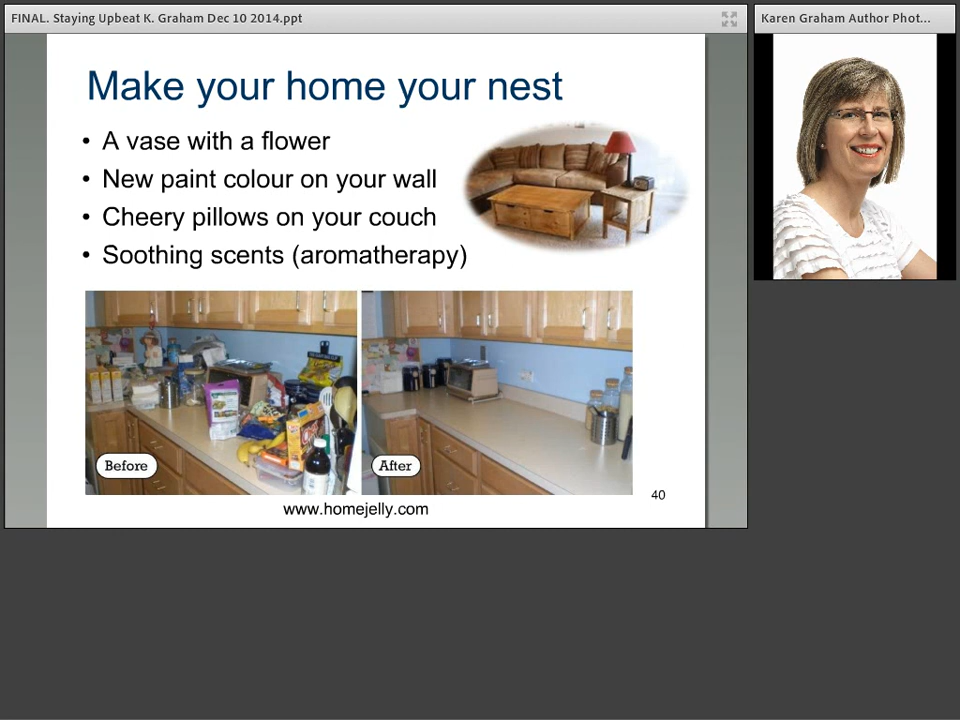 FINAL. Staying Upbeat K. Graham Dec 10 2014.ppt
Karen Graham Author Phot...
Make your home your nest
• A vase with a flower
• New paint colour on your wall
• Cheery pillows on your couch
• Soothing scents (aromatherapy)
Before
After
40
www.homejelly.com